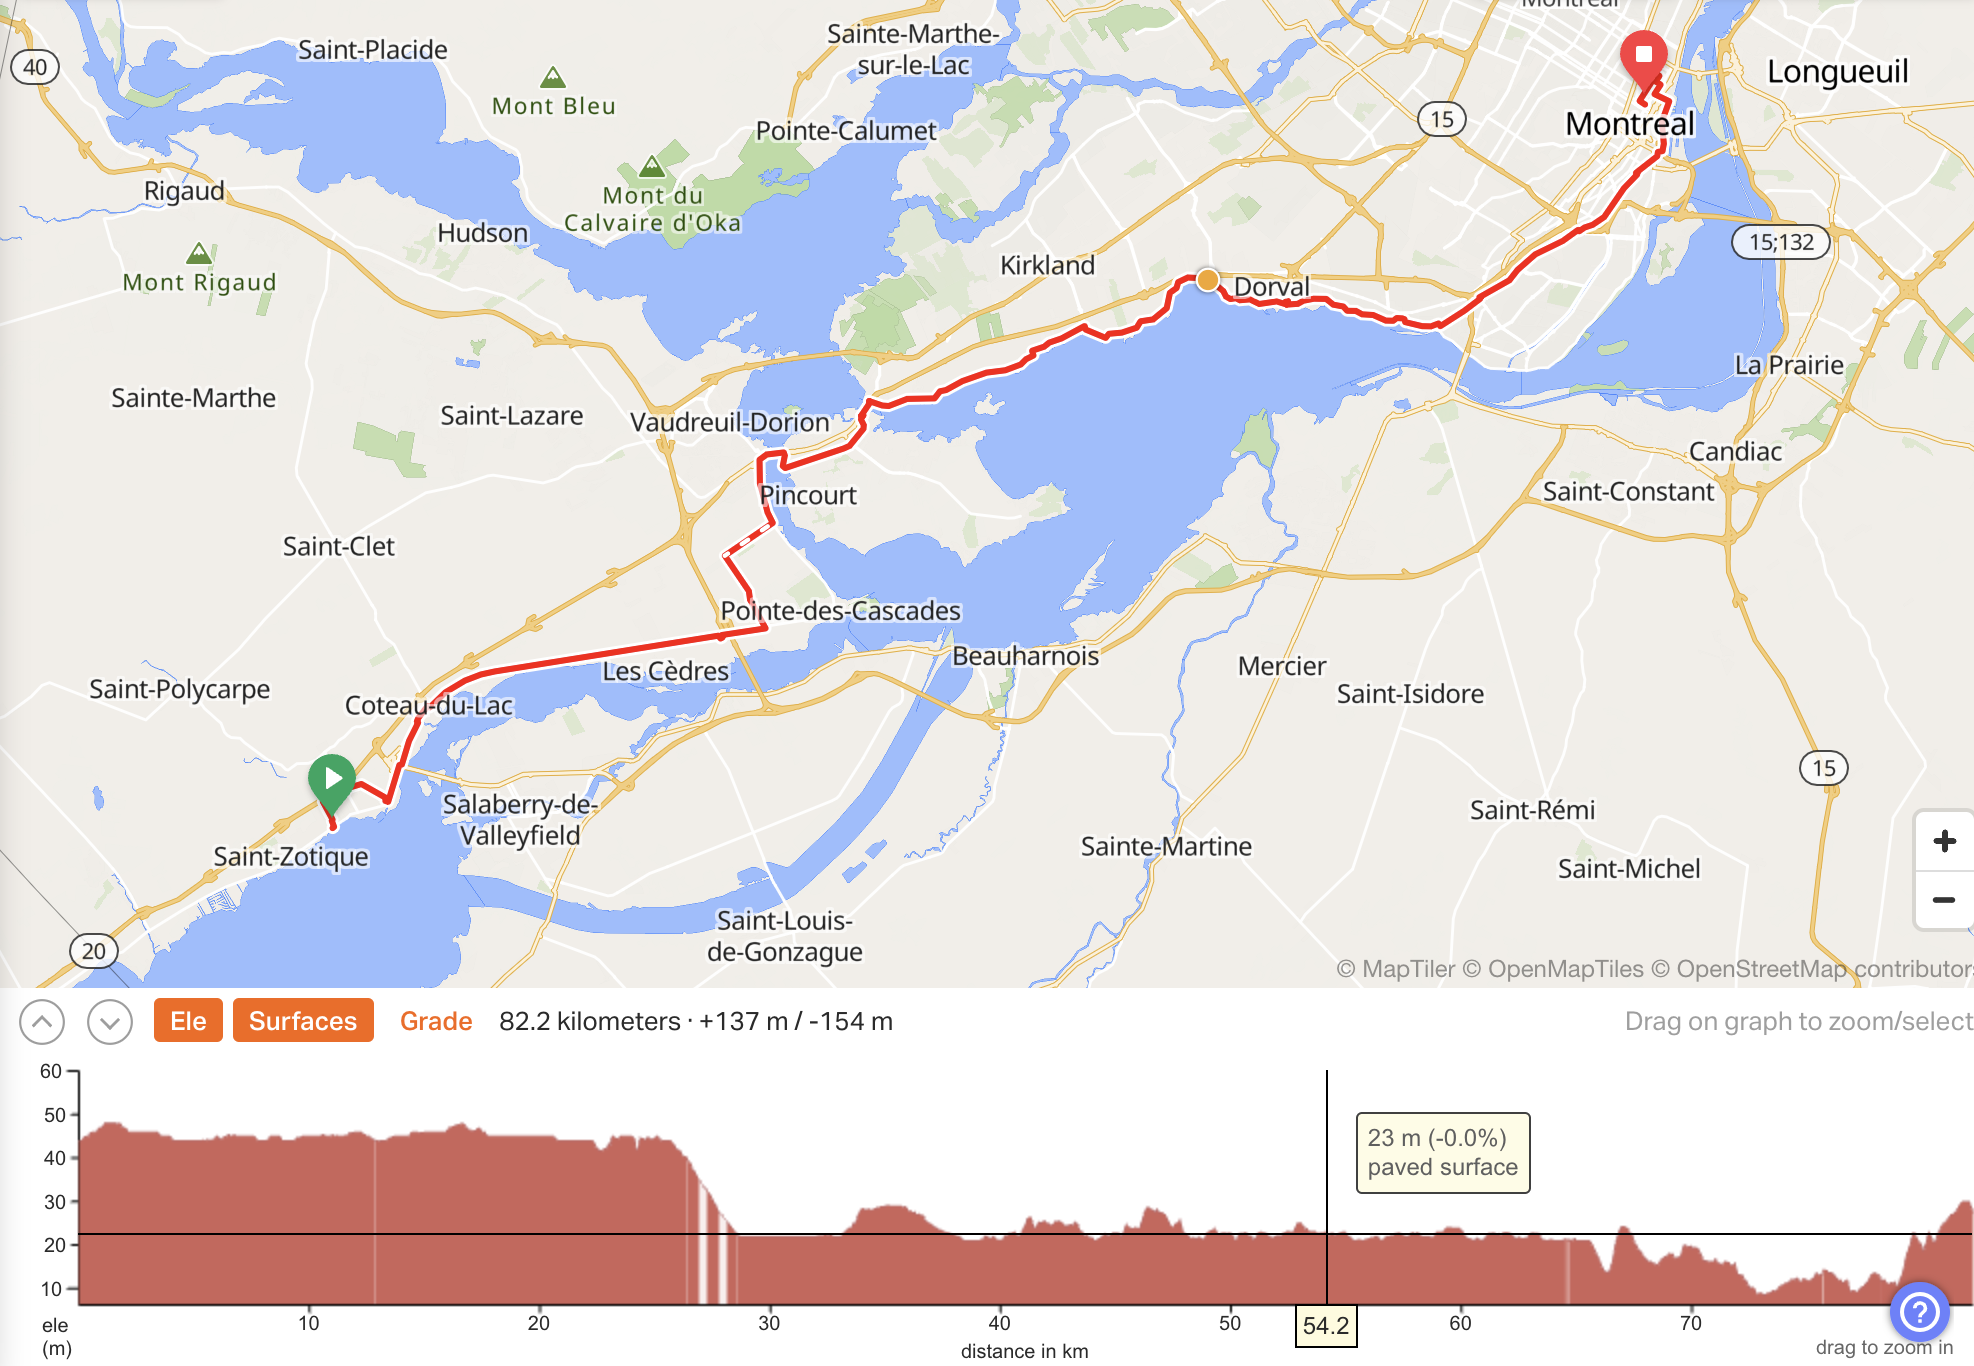 Montréal
Saint-Placide
Sainte-Marthe-
sur-le-Lac
40
Longueuil
Mont Bleu
15
Pointe-Calumet
Montreal
Rigaud
Mont du
Calvaire d'Oka
Hudson
15;132
Kirkland
Mont Rigaud
Dorval
La Prairie
Sainte-Marthe
Saint-Lazare
Vaudreuil-Dorion
Candiac
Pincourt
Saint-Constant
Saint-Clet
Pointe-des-Cascades
Beauharnois
Mercier
Les Cèdres
Saint-Polycarpe
Saint-Isidore
Coteau-du-Lac
15
Salaberry-de-
Valleyfield
Saint-Rémi
Sainte-Martine
Saint-Zotique
Saint-Michel
Saint-Louis-
de-Gonzague
20
+
−
© MapTiler © OpenMapTiles © OpenStreetMap contributors
Ele
Surfaces
Grade
82.2 kilometers · +137 m / -154 m
Drag on graph to zoom/select
60
50
40
30
20
10
23 m (-0.0%)
paved surface
ele
(m)
10
20
30
40
50
54.2
60
70
?
distance in km
drag to zoom in